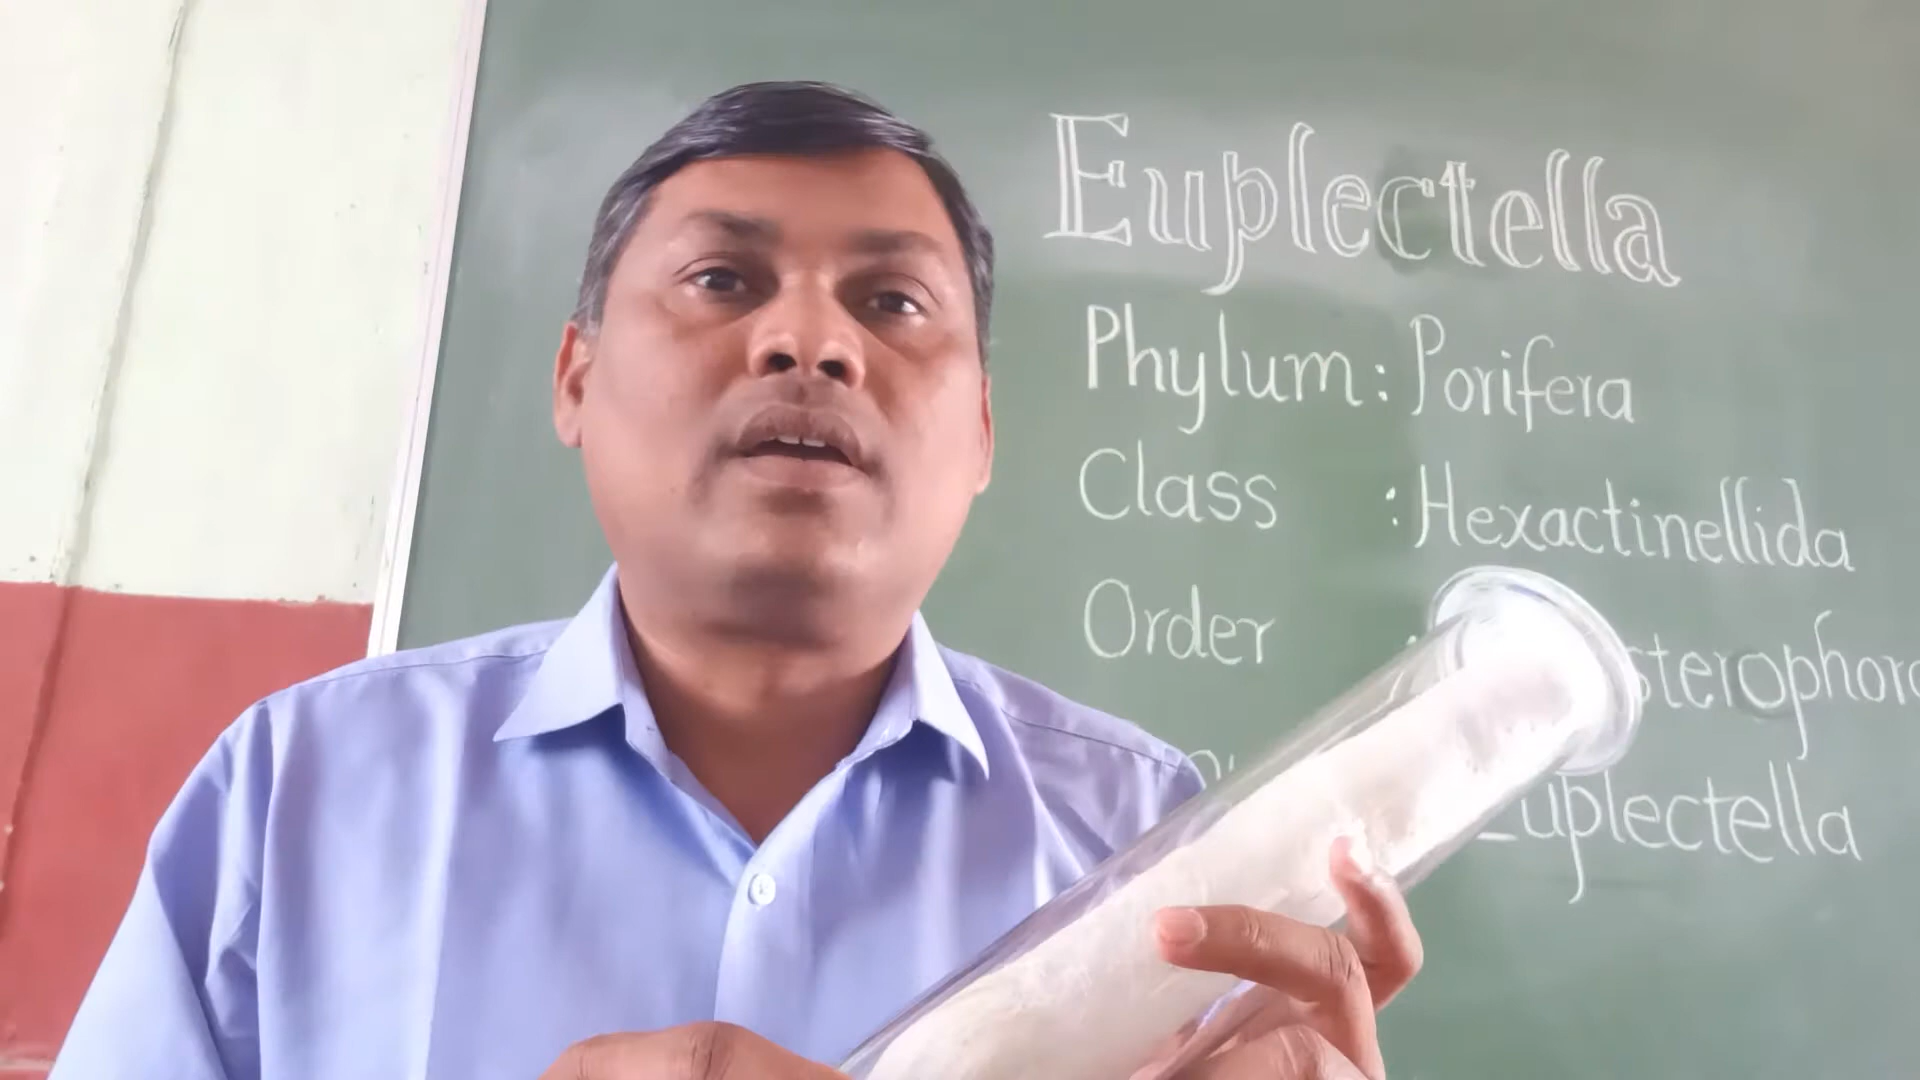 Euplectella
Phylum : Porifera
Class : Hexactinellida
Order :
Euplectella